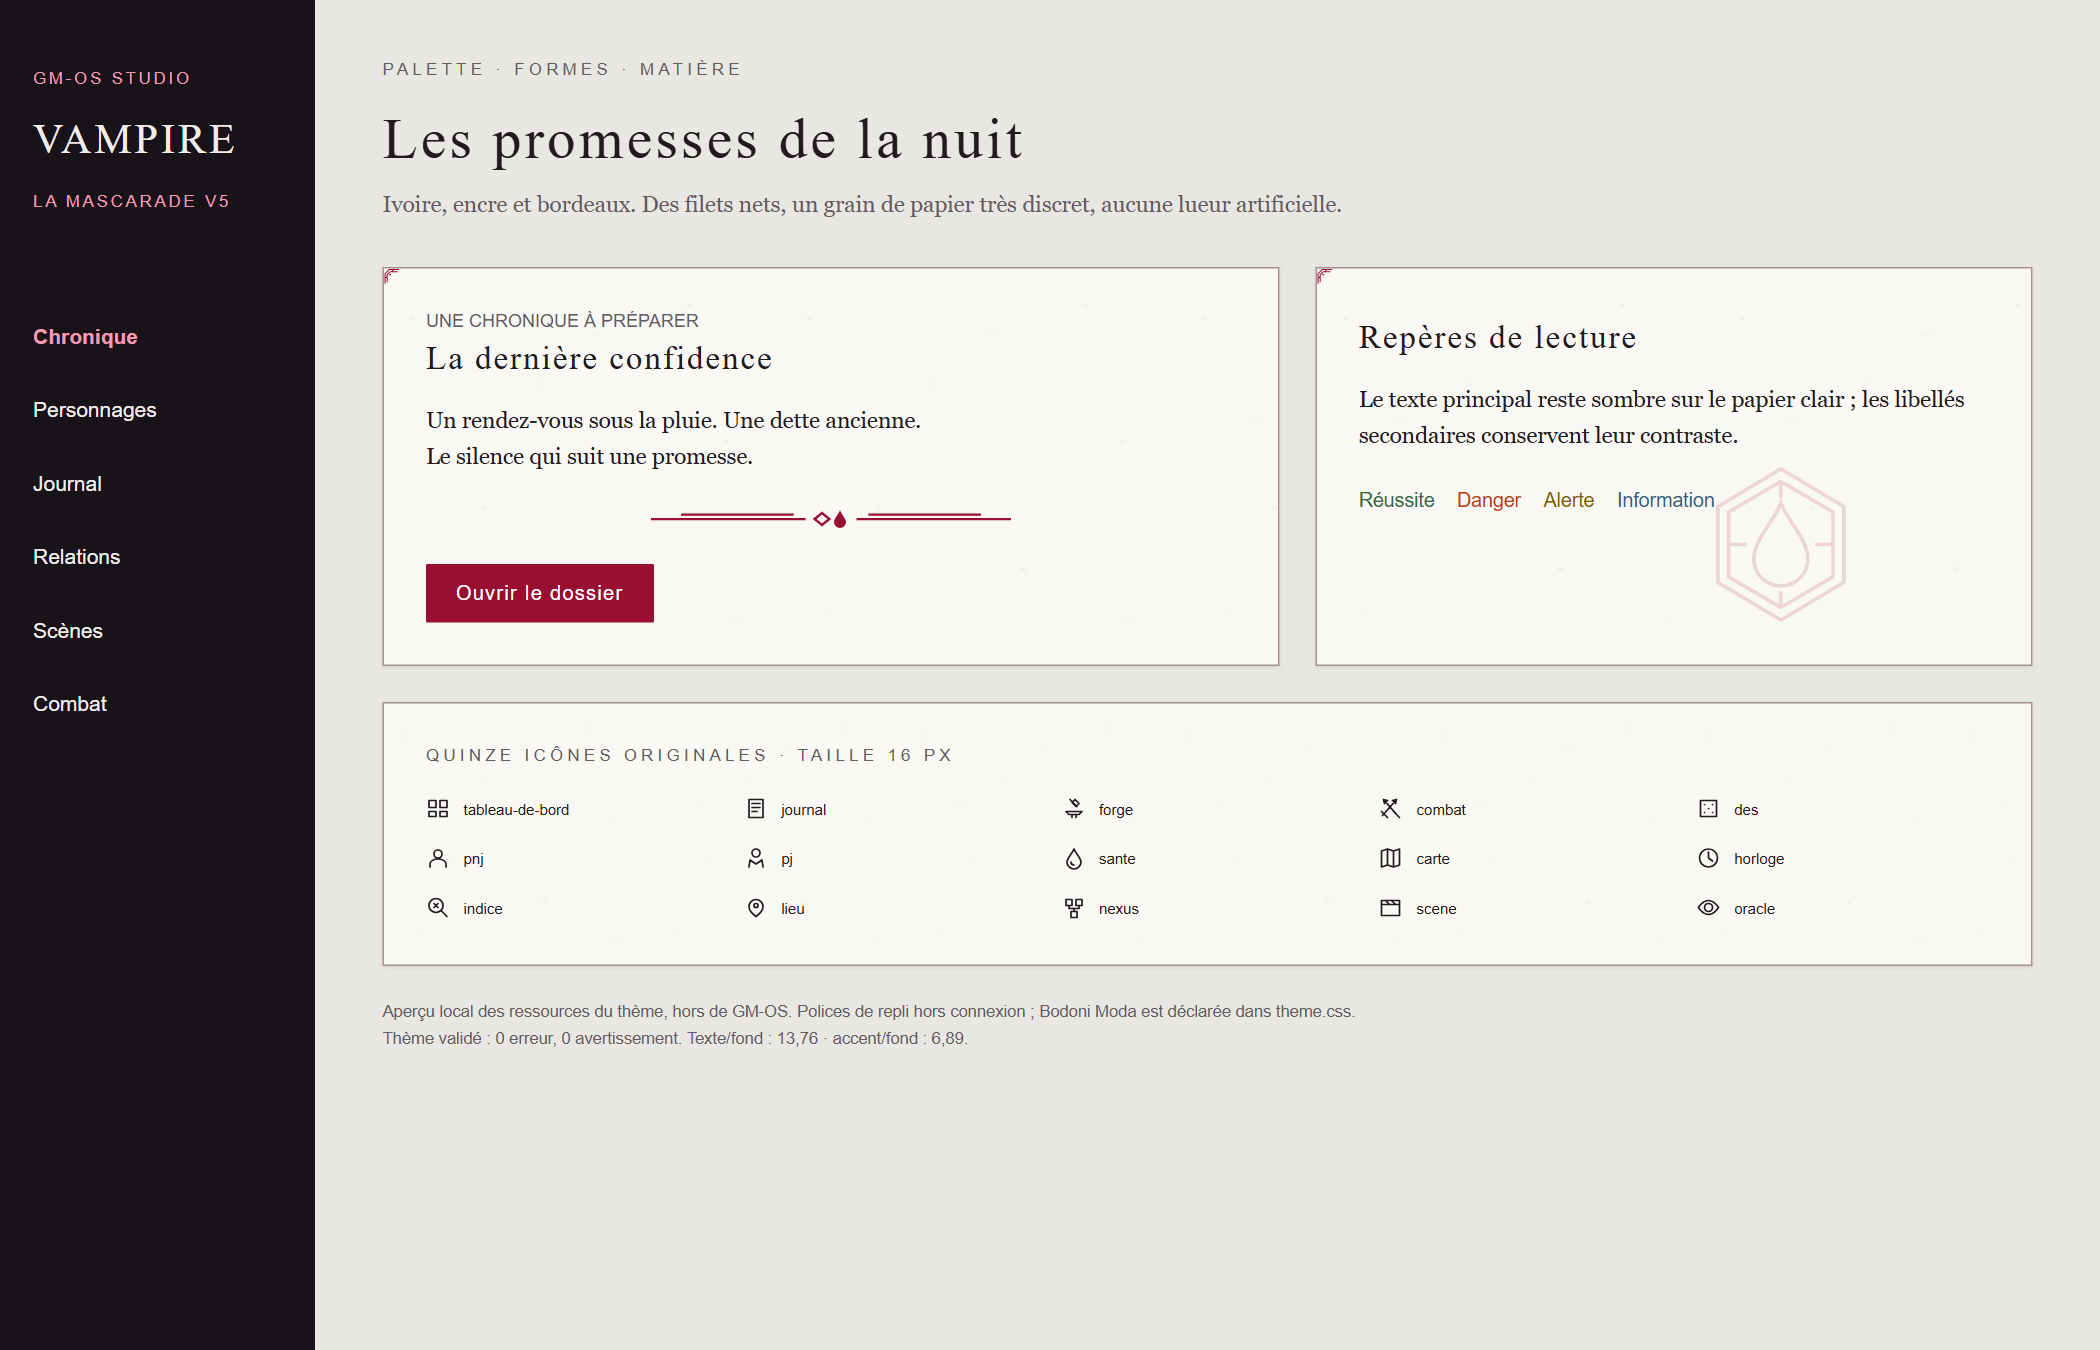 GM-OS STUDIO
VAMPIRE
LA MASCARADE V5
Chronique
Personnages
Journal
Relations
Scènes
Combat
PALETTE · FORMES · MATIÈRE
Les promesses de la nuit
Ivoire, encre et bordeaux. Des filets nets, un grain de papier très discret, aucune lueur artificielle.
UNE CHRONIQUE À PRÉPARER
La dernière confidence
Un rendez-vous sous la pluie. Une dette ancienne.
Le silence qui suit une promesse.
Ouvrir le dossier
Repères de lecture
Le texte principal reste sombre sur le papier clair ; les libellés
secondaires conservent leur contraste.
Réussite Danger Alerte Information
QUINZE ICÔNES ORIGINALES · TAILLE 16 PX
tableau-de-bord journal forge combat des
pnj pj sante carte horloge
indice lieu nexus scene oracle
Aperçu local des ressources du thème, hors de GM-OS. Polices de repli hors connexion ; Bodoni Moda est déclarée dans theme.css.
Thème validé : 0 erreur, 0 avertissement. Texte/fond : 13,76 · accent/fond : 6,89.